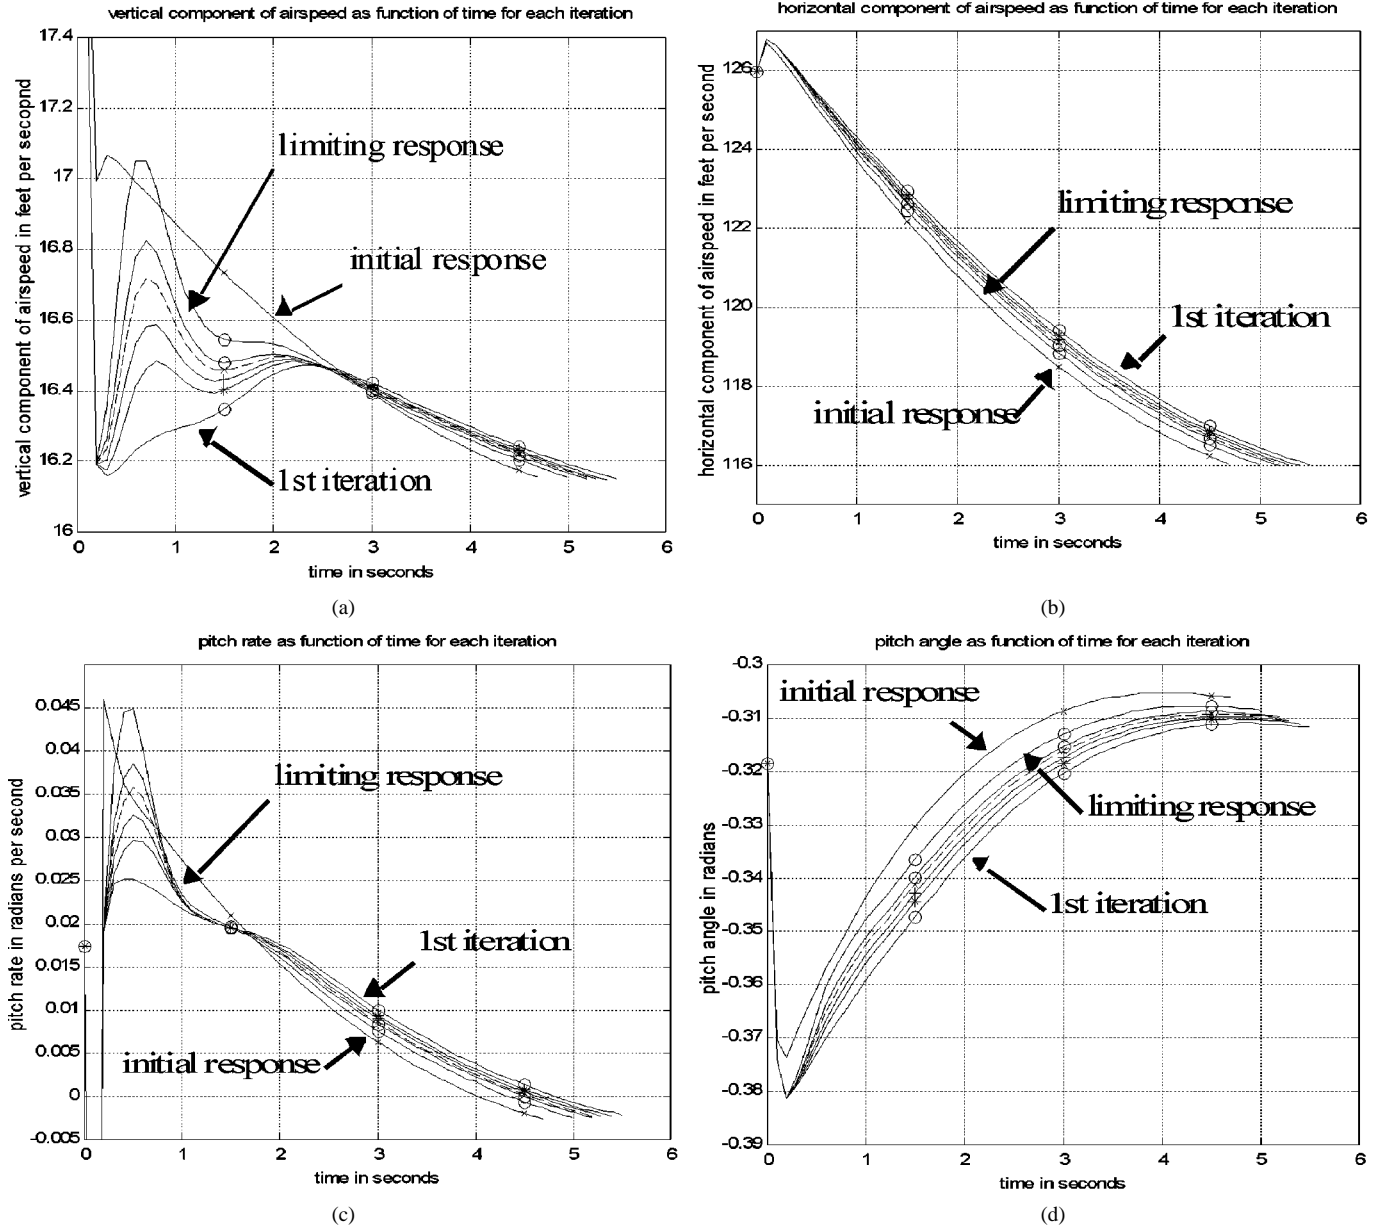 vertical component of airspeed as function of time for each iteration
vertical component of airspeed in feet per secopnd
17.4
17.2
17
16.8
16.6
16.4
16.2
16
limiting response
initial response
1st iteration
0 1 2 3 4 5 6
time in seconds
(a)
horizontal component of airspeed as function of time for each iteration
horizontal component of airspeed in feet per second
126
124
122
120
118
116
limiting response
1st iteration
initial response
0 1 2 3 4 5 6
time in seconds
(b)
pitch rate as function of time for each iteration
pitch rate in radians per second
0.045
0.04
0.035
0.03
0.025
0.02
0.015
0.01
0.005
0
-0.005
limiting response
1st iteration
initial response
0 1 2 3 4 5 6
time in seconds
(c)
pitch angle as function of time for each iteration
pitch angle in radians
-0.3
-0.31
-0.32
-0.33
-0.34
-0.35
-0.36
-0.37
-0.38
-0.39
initial response
limiting response
1st iteration
0 1 2 3 4 5 6
time in seconds
(d)